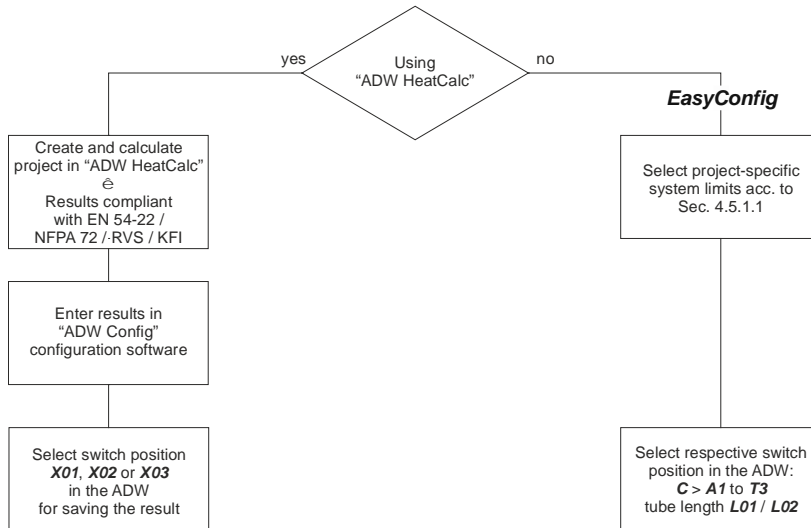 Using
“ADW HeatCalc”
yes
no
EasyConfig
Create and calculate
project in “ADW HeatCalc”
ê
Results compliant
with EN 54-22 /
NFPA 72 /·RVS / KFI
Select project-specific
system limits acc. to
Sec. 4.5.1.1
Enter results in
“ADW Config”
configuration software
Select switch position
X01, X02 or X03
in the ADW
for saving the result
Select respective switch
position in the ADW:
C > A1 to T3
tube length L01 / L02